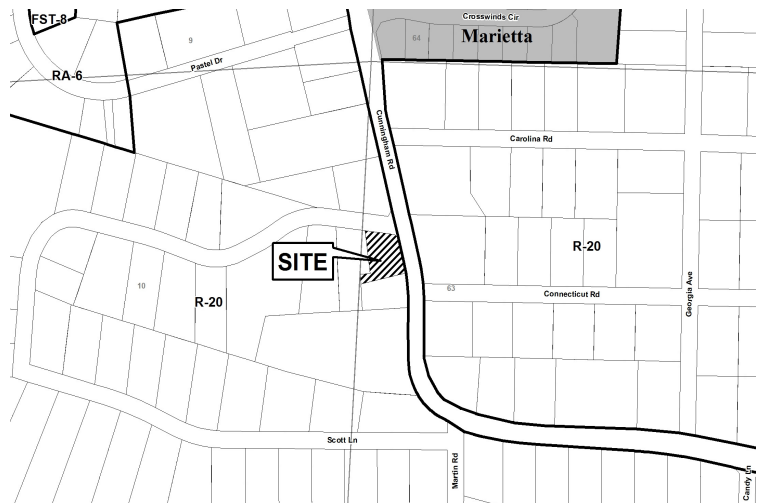 FST-8
Crosswinds Cir
64
Marietta
9
Pastel Dr
RA-6
Cunningham Rd
Carolina Rd
SITE
R-20
10
R-20
63
Connecticut Rd
Georgia Ave
Scott Ln
Martin Rd
Candy Ln